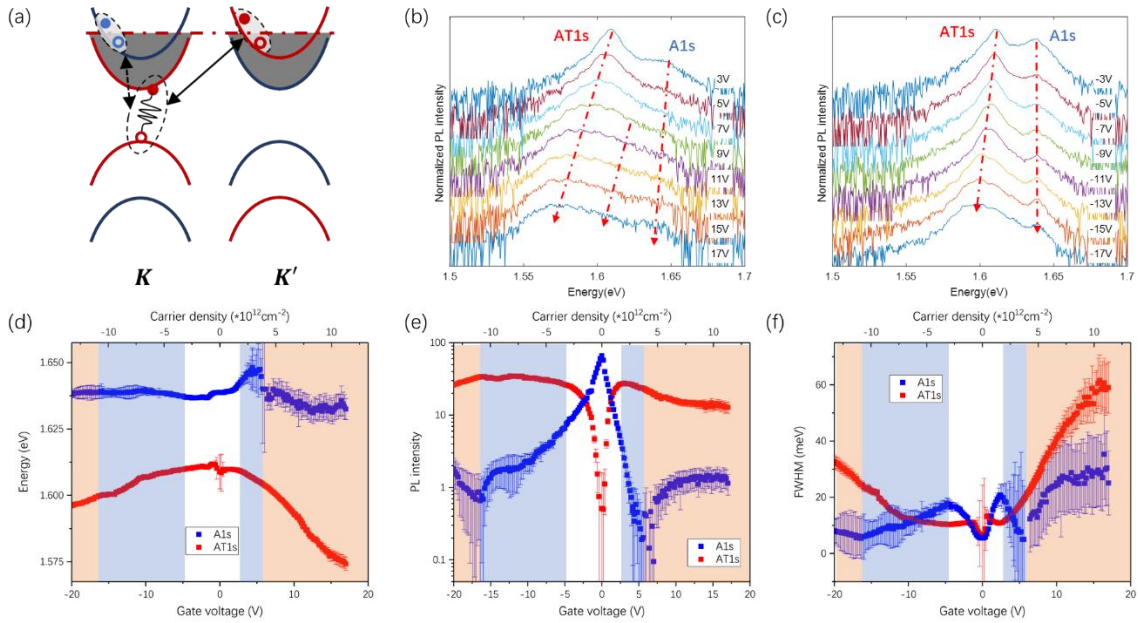 (a)
K
K'
(b)
AT1s
A1s
3V
5V
7V
9V
11V
13V
15V
17V
Normalized PL intensity
1.5
1.55
1.6
1.65
1.7
Energy(eV)
(c)
AT1s
A1s
-3V
-5V
-7V
-9V
-11V
-13V
-15V
-17V
Normalized PL intensity
1.5
1.55
1.6
1.65
1.7
Energy(eV)
(d)
Carrier density (*10¹²cm⁻²)
-10
-5
0
5
10
Energy (eV)
1.650
1.625
1.600
1.575
A1s
AT1s
-20
-10
0
10
20
Gate voltage (V)
(e)
Carrier density (*10¹²cm⁻²)
-10
-5
0
5
10
PL intensity
100
10
1
0.1
A1s
AT1s
-20
-15
-10
-5
0
5
10
15
20
Gate voltage (V)
(f)
Carrier density (*10¹²cm⁻²)
-10
-5
0
5
10
FWHM (meV)
60
40
20
0
A1s
AT1s
-20
-10
0
10
20
Gate voltage (V)